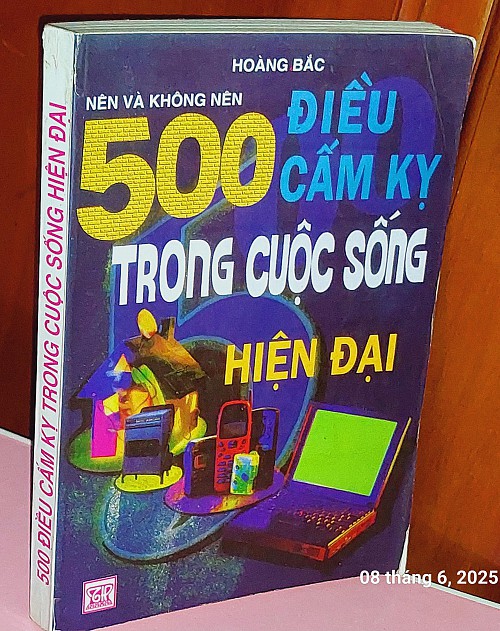 HOÀNG BẮC
NÊN VÀ KHÔNG NÊN
500
ĐIỀU
CẤM KỴ
TRONG CUỘC SỐNG
HIỆN ĐẠI
500 ĐIỀU CẤM KỴ TRONG CUỘC SỐNG HIỆN ĐẠI
08 tháng 6, 2025